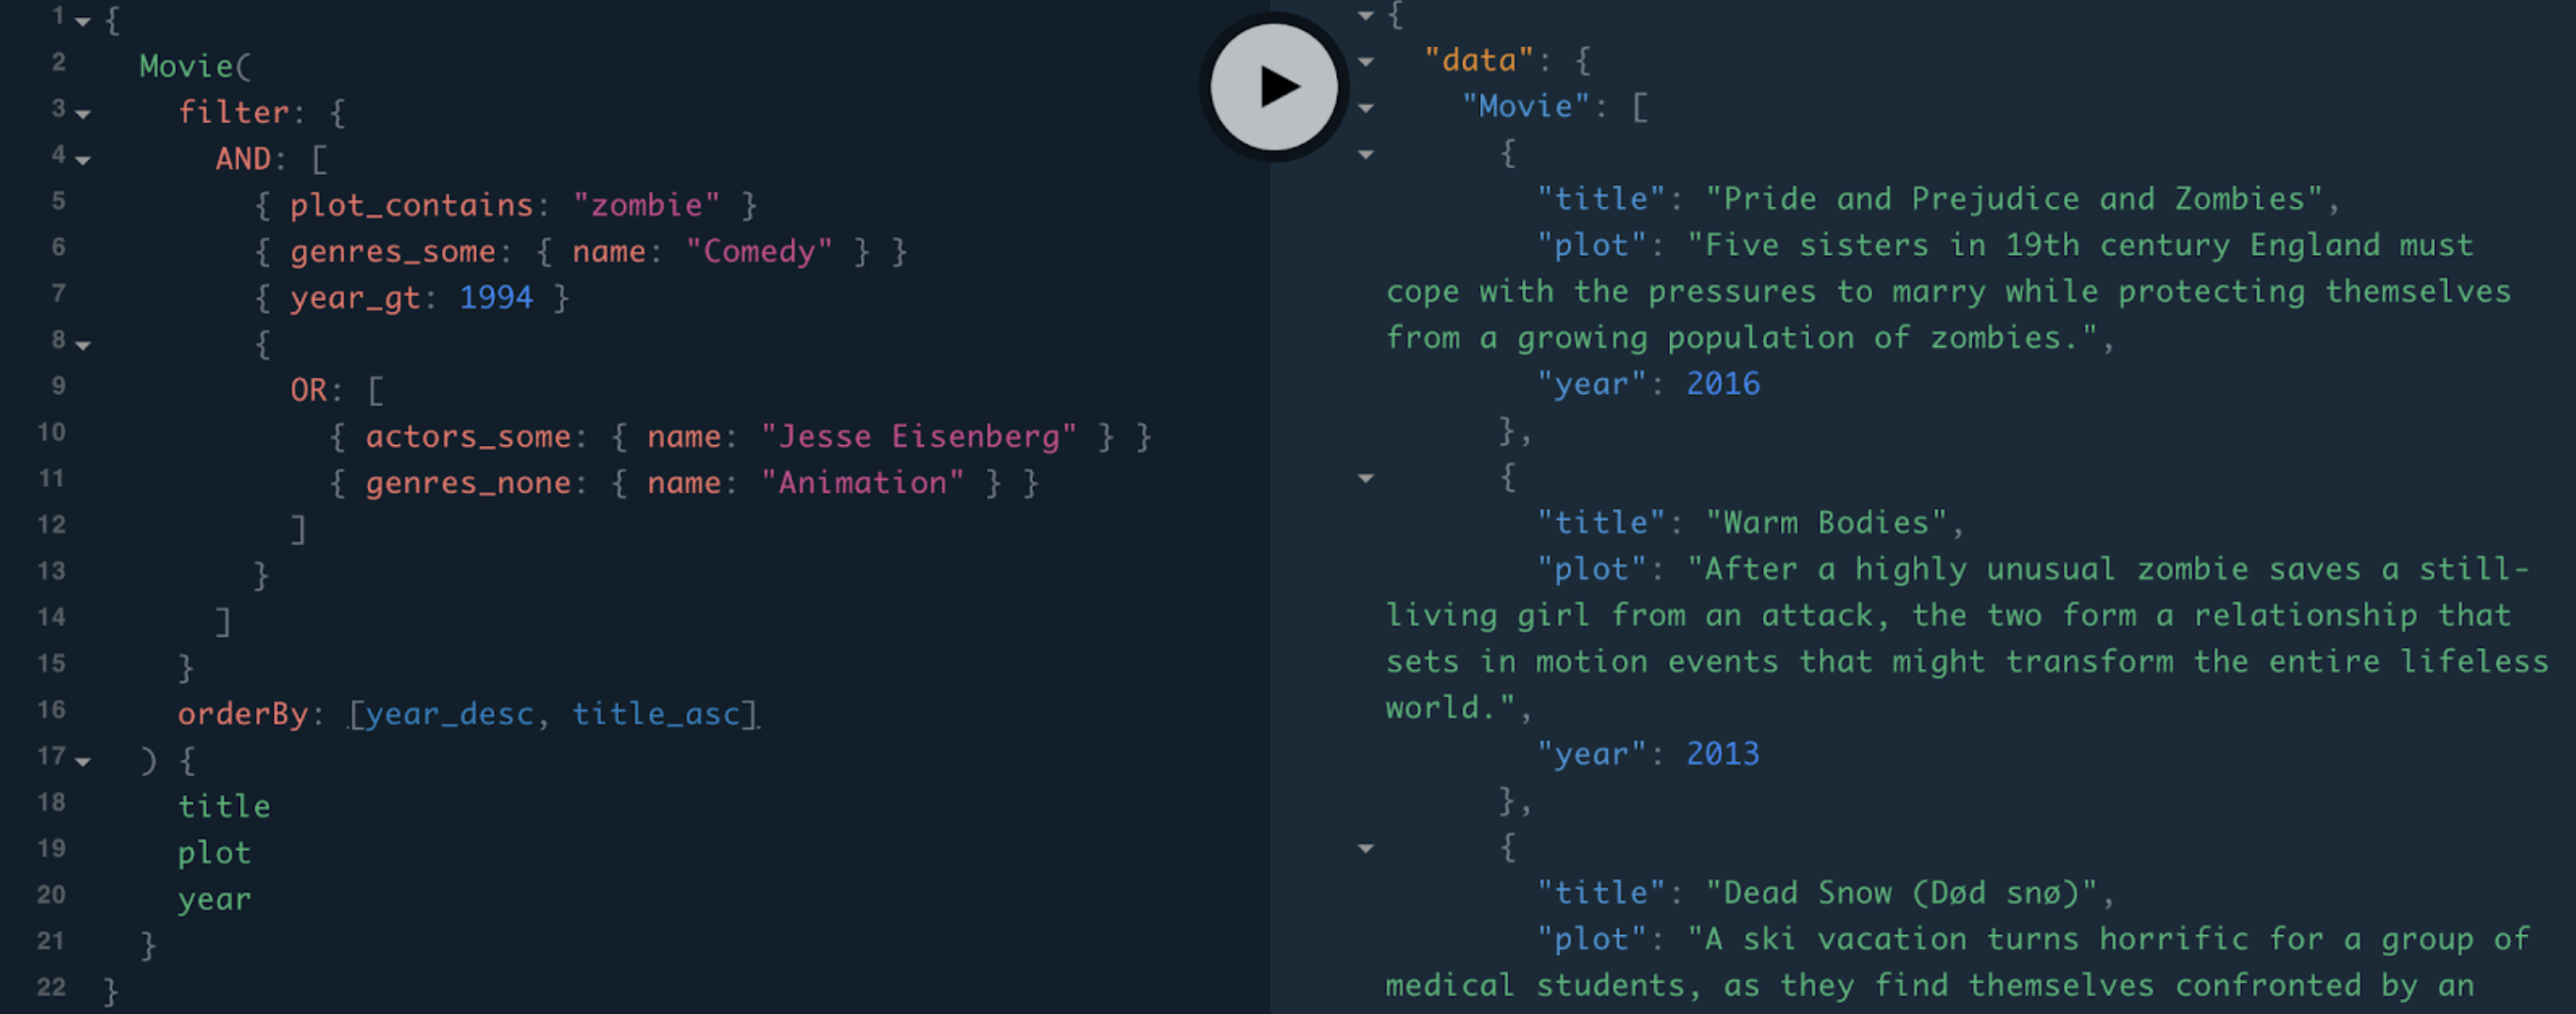 1 {
2 Movie(
3 filter: {
4 AND: [
5 { plot_contains: "zombie" }
6 { genres_some: { name: "Comedy" } }
7 { year_gt: 1994 }
8 {
9 OR: [
10 { actors_some: { name: "Jesse Eisenberg" } }
11 { genres_none: { name: "Animation" } }
12 ]
13 }
14 ]
15 }
16 orderBy: [year_desc, title_asc]
17 ) {
18 title
19 plot
20 year
21 }
22 }
{
"data": {
"Movie": [
{
"title": "Pride and Prejudice and Zombies",
"plot": "Five sisters in 19th century England must
cope with the pressures to marry while protecting themselves
from a growing population of zombies.",
"year": 2016
},
{
"title": "Warm Bodies",
"plot": "After a highly unusual zombie saves a still-
living girl from an attack, the two form a relationship that
sets in motion events that might transform the entire lifeless
world.",
"year": 2013
},
{
"title": "Dead Snow (Død snø)",
"plot": "A ski vacation turns horrific for a group of
medical students, as they find themselves confronted by an